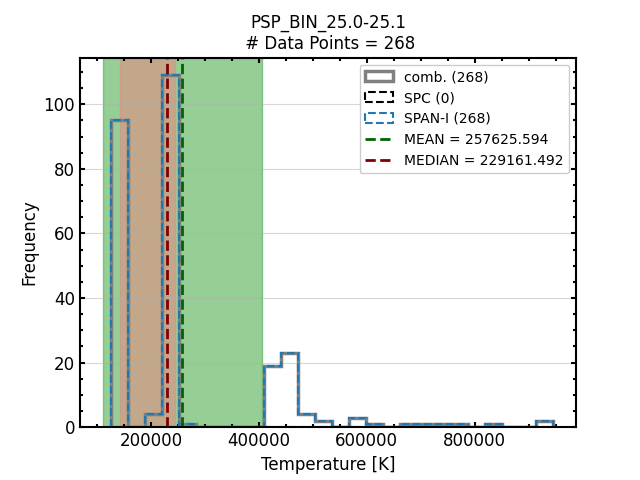 PSP_BIN_25.0-25.1
# Data Points = 268
comb. (268)
SPC (0)
SPAN-I (268)
MEAN = 257625.594
MEDIAN = 229161.492
Frequency
100
80
60
40
20
0
200000 400000 600000 800000
Temperature [K]